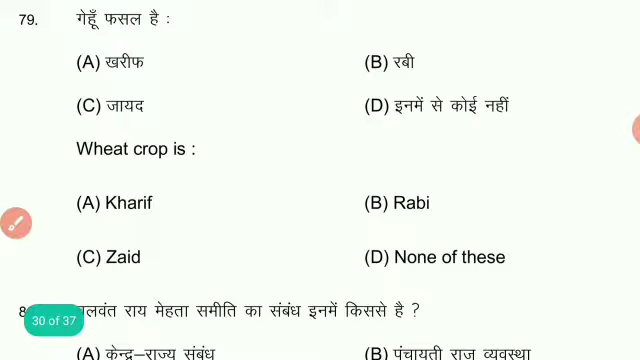 79. गेहूँ फसल है :
(A) खरीफ (B) रबी
(C) जायद (D) इनमें से कोई नहीं
Wheat crop is :
(A) Kharif (B) Rabi
(C) Zaid (D) None of these
राय मेहता समीति का संबंध इनमें किससे है ?
30 of 37
(A) केन्द्र–राज्य संबंध (B) पंचायती राज व्यवस्था